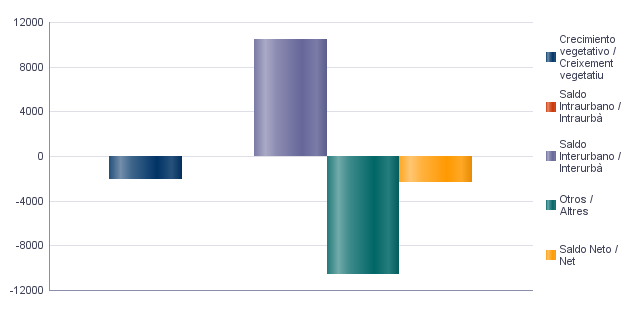 12000
8000
4000
0
-4000
-8000
-12000
Crecimiento
vegetativo /
Creixement
vegetatiu
Saldo
Intraurbano /
Intraurbà
Saldo
Interurbano /
Interurbà
Otros /
Altres
Saldo Neto /
Net